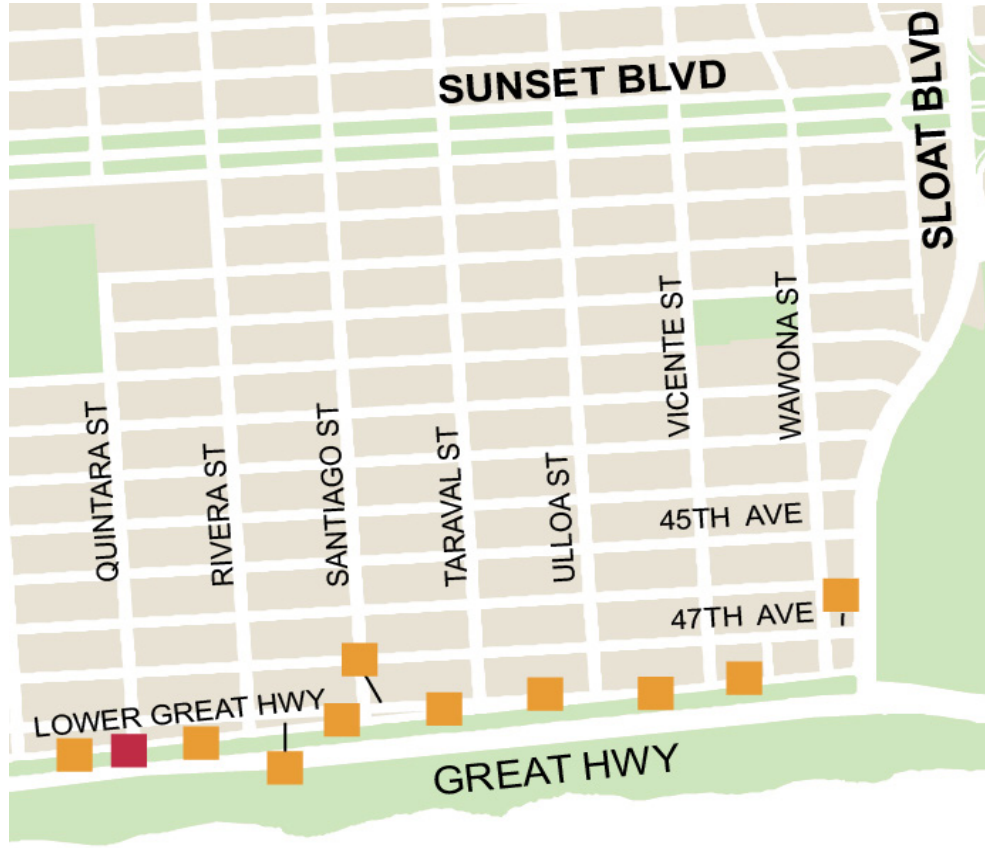 SUNSET BLVD
SLOAT BLVD
VICENTE ST
WAWONA ST
QUINTARA ST
RIVERA ST
SANTIAGO ST
TARAVAL ST
ULLOA ST
45TH AVE
47TH AVE
LOWER GREAT HWY
GREAT HWY